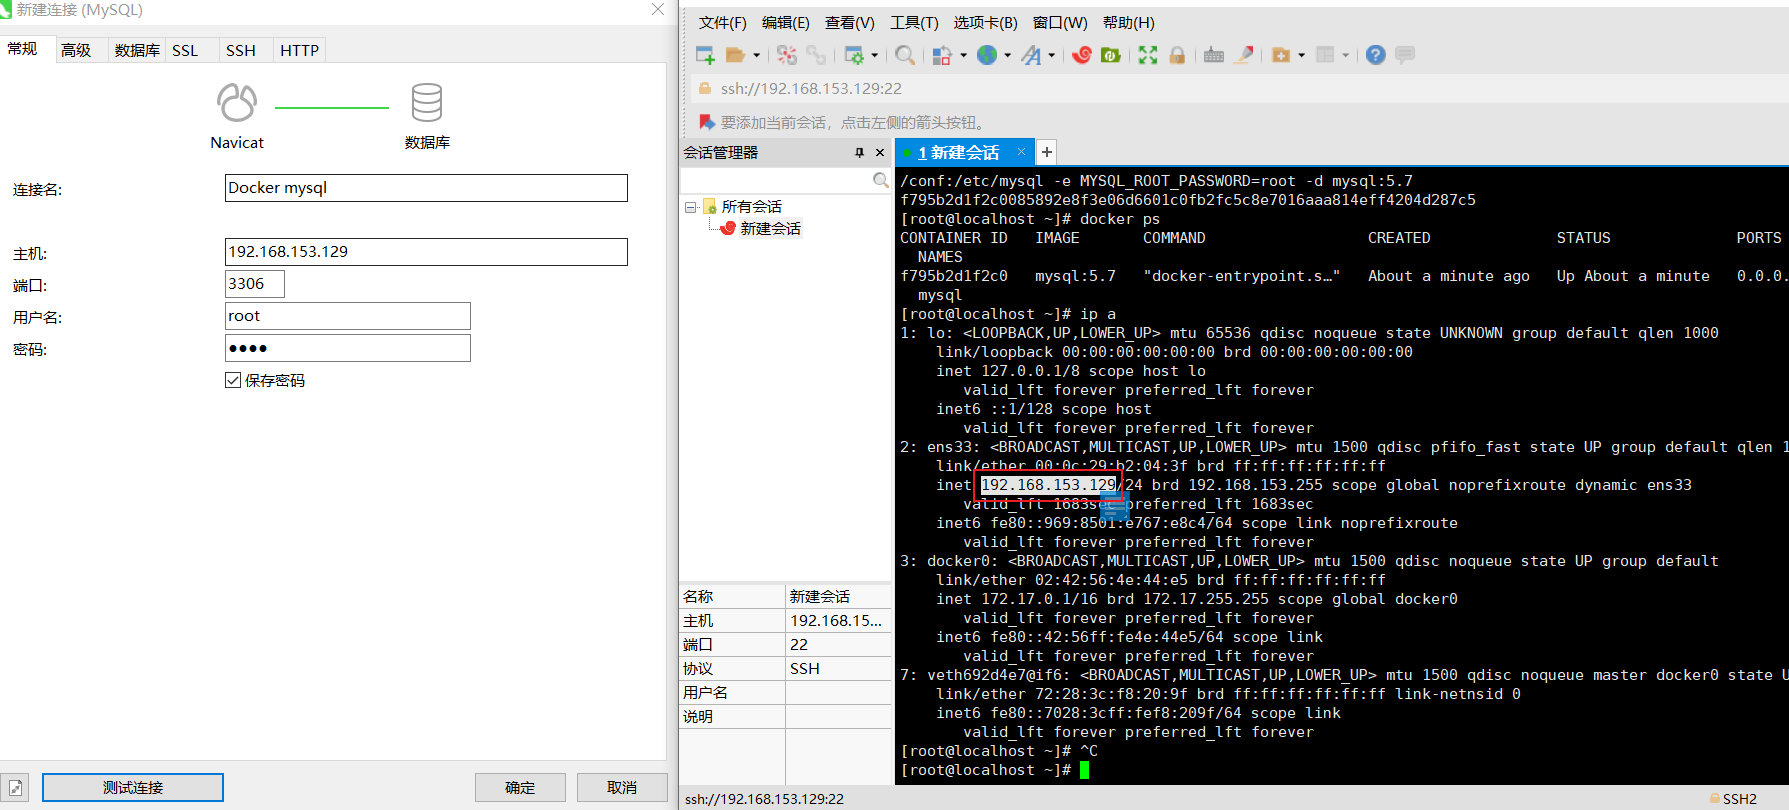 新建连接 (MySQL)
常规 高级 数据库 SSL SSH HTTP
Navicat 数据库
连接名: Docker mysql
主机: 192.168.153.129
端口: 3306
用户名: root
密码: ●●●●
保存密码
测试连接 确定 取消
文件(F) 编辑(E) 查看(V) 工具(T) 选项卡(B) 窗口(W) 帮助(H)
ssh://192.168.153.129:22
要添加当前会话，点击左侧的箭头按钮。
会话管理器
所有会话
新建会话
名称 新建会话
主机 192.168.15...
端口 22
协议 SSH
用户名
说明
1 新建会话
/conf:/etc/mysql -e MYSQL_ROOT_PASSWORD=root -d mysql:5.7
f795b2d1f2c0085892e8f3e06d6601c0fb2fc5c8e7016aaa814eff4204d287c5
[root@localhost ~]# docker ps
CONTAINER ID IMAGE COMMAND CREATED STATUS PORTS
NAMES
f795b2d1f2c0 mysql:5.7 "docker-entrypoint.s…" About a minute ago Up About a minute 0.0.0.
mysql
[root@localhost ~]# ip a
1: lo: <LOOPBACK,UP,LOWER_UP> mtu 65536 qdisc noqueue state UNKNOWN group default qlen 1000
link/loopback 00:00:00:00:00:00 brd 00:00:00:00:00:00
inet 127.0.0.1/8 scope host lo
valid_lft forever preferred_lft forever
inet6 ::1/128 scope host
valid_lft forever preferred_lft forever
2: ens33: <BROADCAST,MULTICAST,UP,LOWER_UP> mtu 1500 qdisc pfifo_fast state UP group default qlen 1
link/ether 00:0c:29:b2:04:3f brd ff:ff:ff:ff:ff:ff
inet 192.168.153.129/24 brd 192.168.153.255 scope global noprefixroute dynamic ens33
valid_lft 1683sec preferred_lft 1683sec
inet6 fe80::969:8501:e767:e8c4/64 scope link noprefixroute
valid_lft forever preferred_lft forever
3: docker0: <BROADCAST,MULTICAST,UP,LOWER_UP> mtu 1500 qdisc noqueue state UP group default
link/ether 02:42:56:4e:44:e5 brd ff:ff:ff:ff:ff:ff
inet 172.17.0.1/16 brd 172.17.255.255 scope global docker0
valid_lft forever preferred_lft forever
inet6 fe80::42:56ff:fe4e:44e5/64 scope link
valid_lft forever preferred_lft forever
7: veth692d4e7@if6: <BROADCAST,MULTICAST,UP,LOWER_UP> mtu 1500 qdisc noqueue master docker0 state U
link/ether 72:28:3c:f8:20:9f brd ff:ff:ff:ff:ff:ff link-netnsid 0
inet6 fe80::7028:3cff:fef8:209f/64 scope link
valid_lft forever preferred_lft forever
[root@localhost ~]# ^C
[root@localhost ~]#
ssh://192.168.153.129:22 SSH2